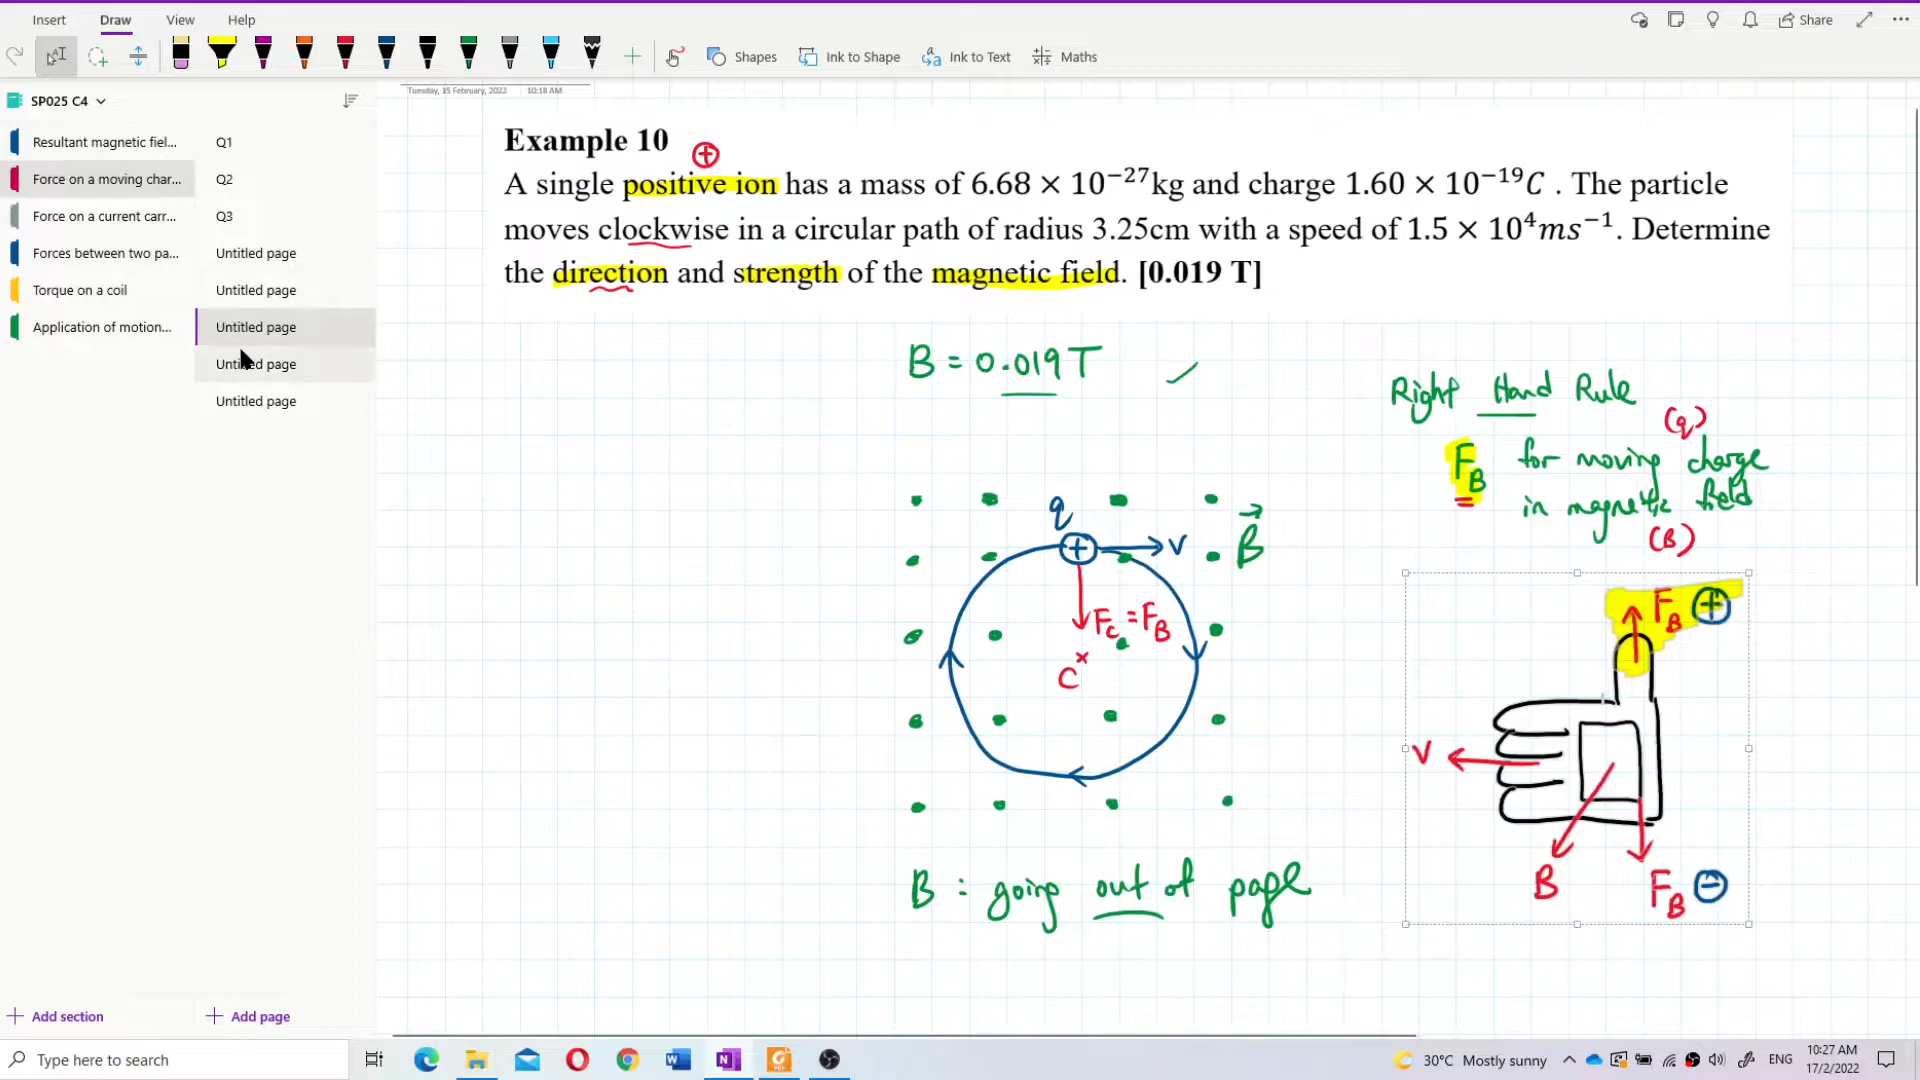 Insert Draw View Help
Share
Shapes Ink to Shape Ink to Text Maths
SP025 C4
Resultant magnetic fiel...
Force on a moving char...
Force on a current carr...
Forces between two pa...
Torque on a coil
Application of motion...
Q1
Q2
Q3
Untitled page
Untitled page
Untitled page
Untitled page
Untitled page
Add section
Add page
Tuesday, 15 February, 2022 10:18 AM
Example 10
+
A single positive ion has a mass of 6.68 × 10⁻²⁷kg and charge 1.60 × 10⁻¹⁹C . The particle
moves clockwise in a circular path of radius 3.25cm with a speed of 1.5 × 10⁴ms⁻¹. Determine
the direction and strength of the magnetic field. [0.019 T]
B = 0.019 T ✓
q
+ → v
B⃗
F_C = F_B
C ×
B : going out of page
Right Hand Rule
(q)
F_B for moving charge
in magnetic field
(B)
F_B +
v
B
F_B −
Type here to search
30°C Mostly sunny
ENG
10:27 AM
17/2/2022